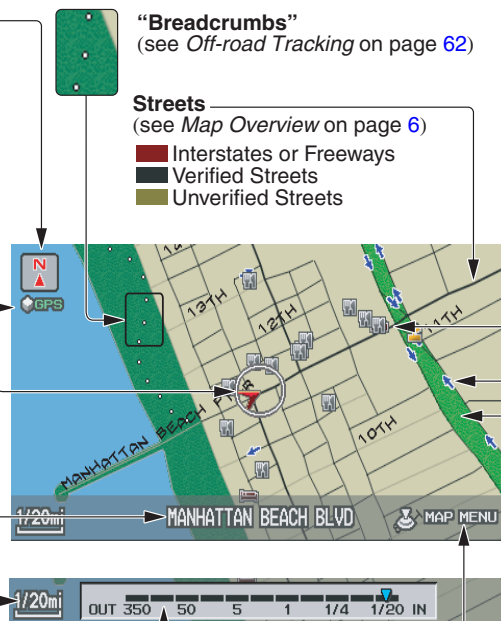 “Breadcrumbs”
(see Off-road Tracking on page 62)
Streets
(see Map Overview on page 6)
Interstates or Freeways
Verified Streets
Unverified Streets
N
GPS
13TH
12TH
11TH
10TH
MANHATTAN BEACH PIER
1/20mi
MANHATTAN BEACH BLVD
MAP MENU
1/20mi
OUT 350 50 5 1 1/4 1/20 IN